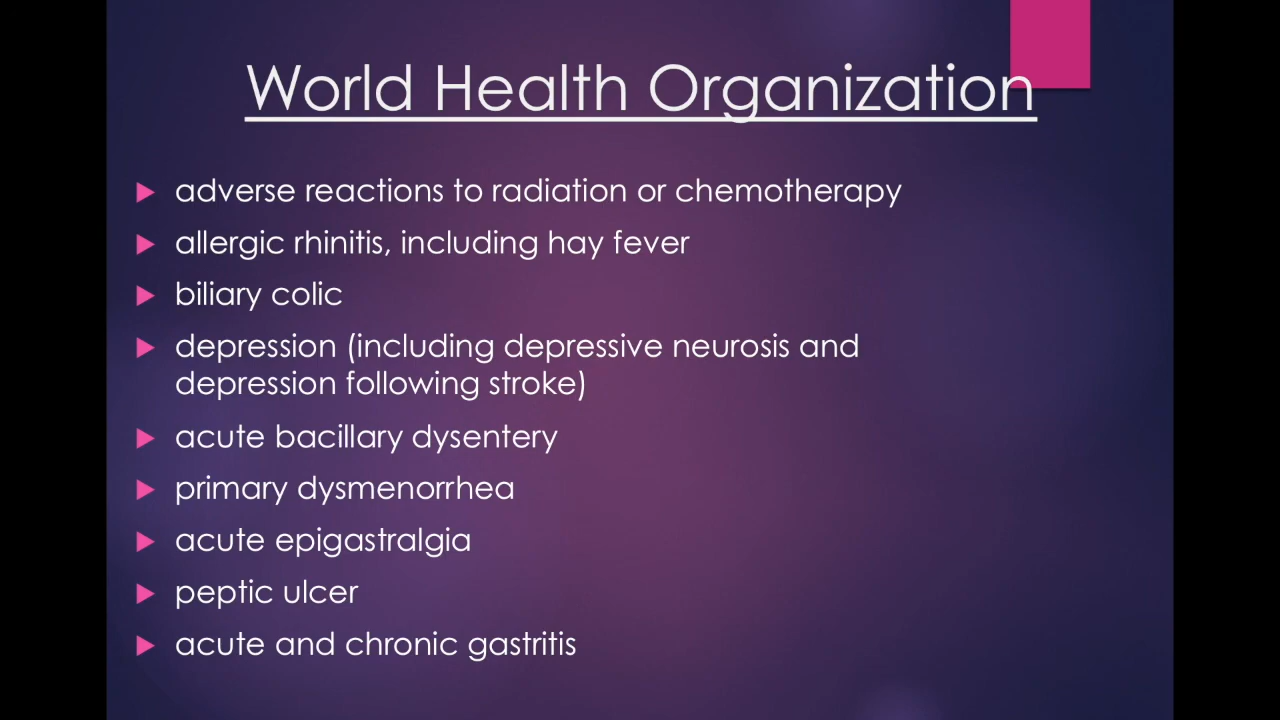 World Health Organization
adverse reactions to radiation or chemotherapy
allergic rhinitis, including hay fever
biliary colic
depression (including depressive neurosis and
depression following stroke)
acute bacillary dysentery
primary dysmenorrhea
acute epigastralgia
peptic ulcer
acute and chronic gastritis